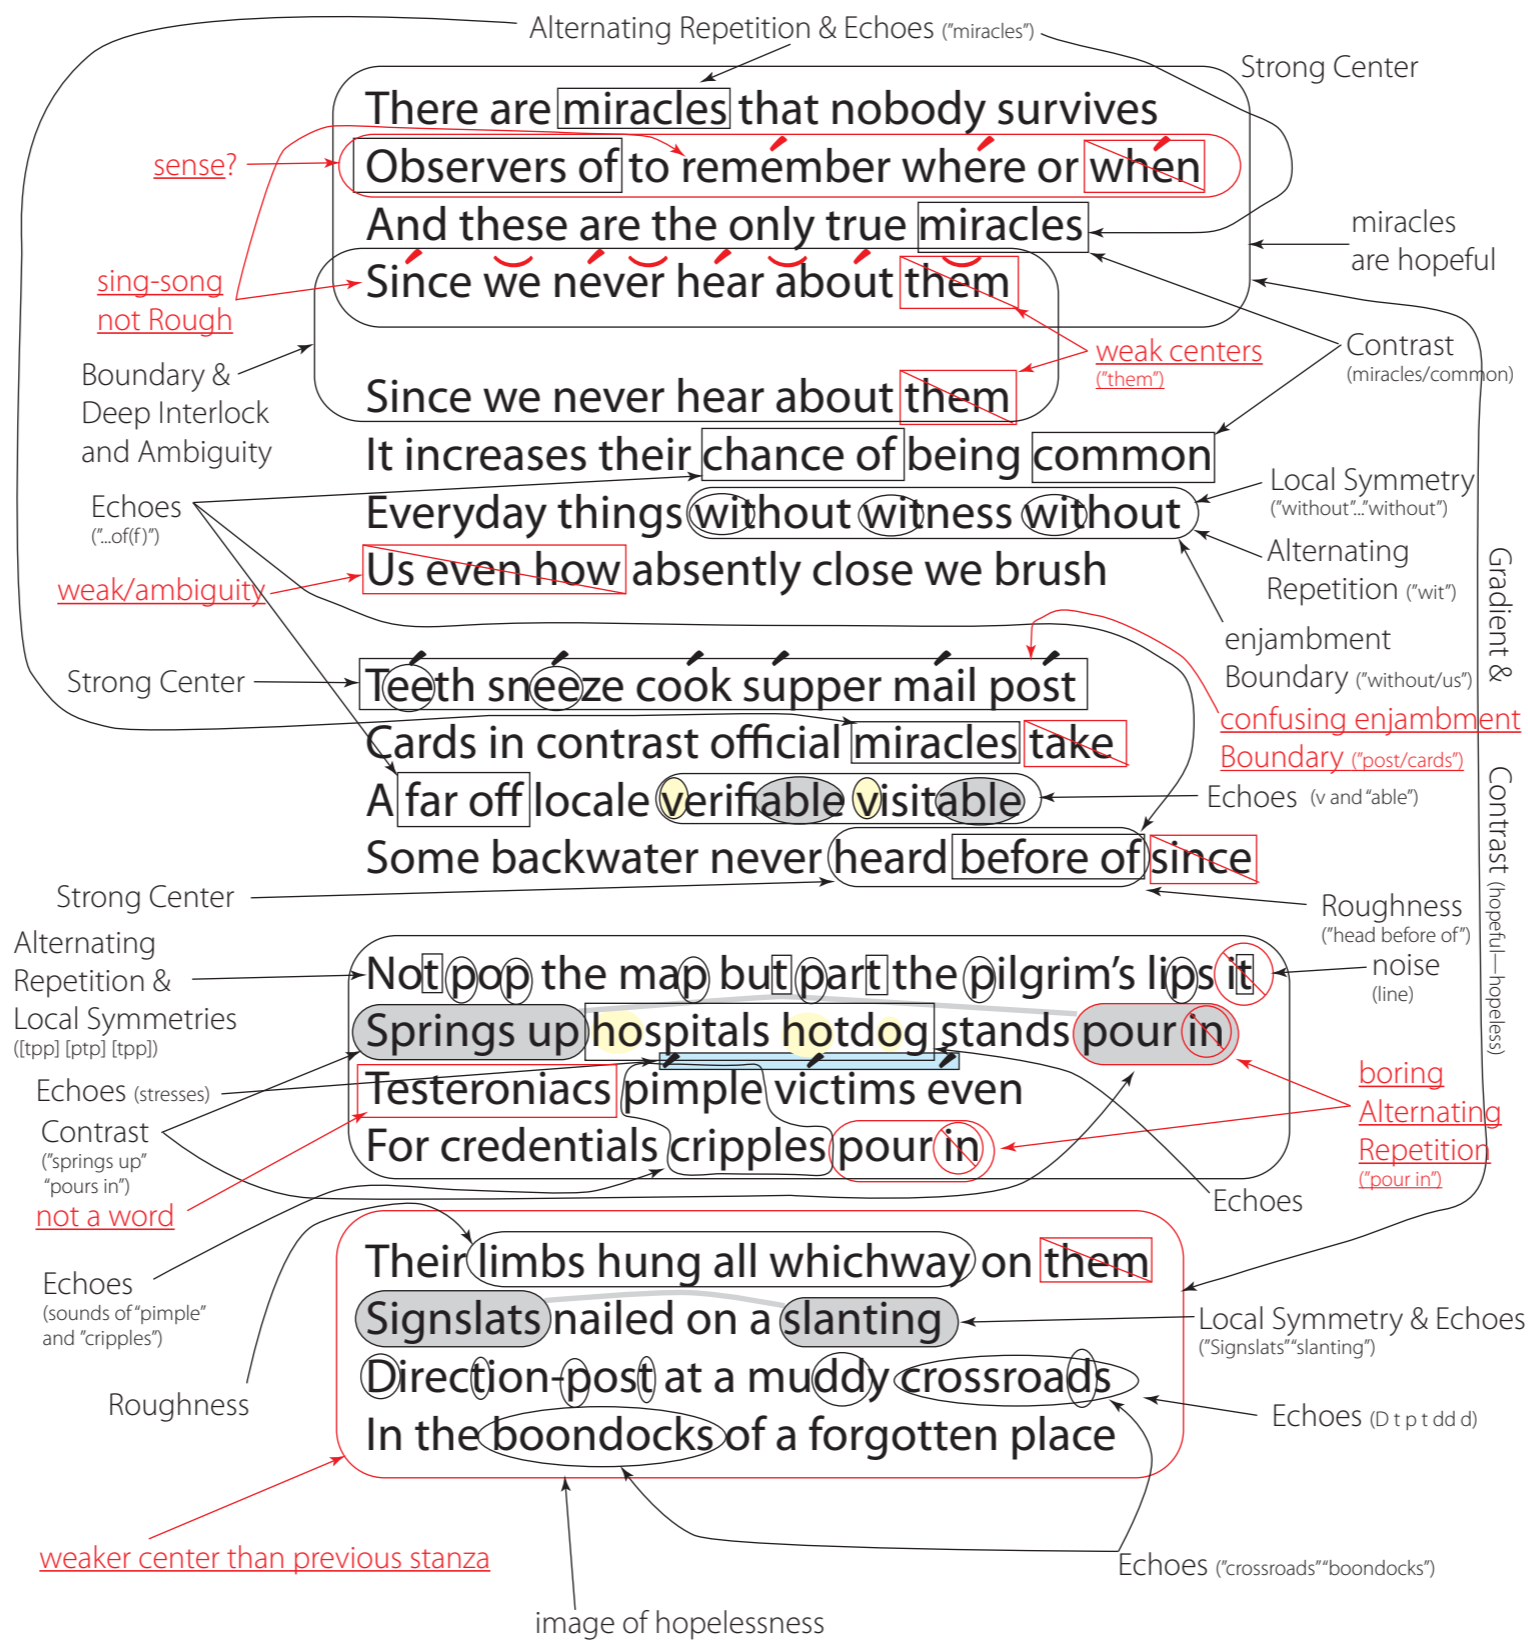 Alternating Repetition & Echoes ("miracles")
Strong Center
There are miracles that nobody survives
sense?
Observers of to remember where or when
And these are the only true miracles
miracles
are hopeful
sing-song
not Rough
Since we never hear about them
Boundary &
Deep Interlock
and Ambiguity
weak centers
("them")
Contrast
(miracles/common)
Since we never hear about them
It increases their chance of being common
Echoes
("...of(f)")
Local Symmetry
("without"..."without")
Everyday things without witness without
Alternating
Repetition ("wit")
weak/ambiguity
Us even how absently close we brush
enjambment
Boundary ("without/us")
Gradient &
Contrast (hopeful—hopeless)
Strong Center
Teeth sneeze cook supper mail post
confusing enjambment
Boundary ("post/cards")
Cards in contrast official miracles take
A far off locale verifiable visitable
Echoes (v and "able")
Some backwater never heard before of since
Strong Center
Roughness
("head before of")
Alternating
Repetition &
Local Symmetries
([tpp] [ptp] [tpp])
Not pop the map but part the pilgrim's lips it
noise
(line)
Springs up hospitals hotdog stands pour in
Echoes (stresses)
Testeroniacs pimple victims even
boring
Alternating
Repetition
("pour in")
Contrast
("springs up"
"pours in")
For credentials cripples pour in
not a word
Echoes
Echoes
(sounds of "pimple"
and "cripples")
Their limbs hung all whichway on them
Signslats nailed on a slanting
Local Symmetry & Echoes
("Signslats" "slanting")
Roughness
Direction-post at a muddy crossroads
Echoes (D t p t dd d)
In the boondocks of a forgotten place
weaker center than previous stanza
Echoes ("crossroads" "boondocks")
image of hopelessness